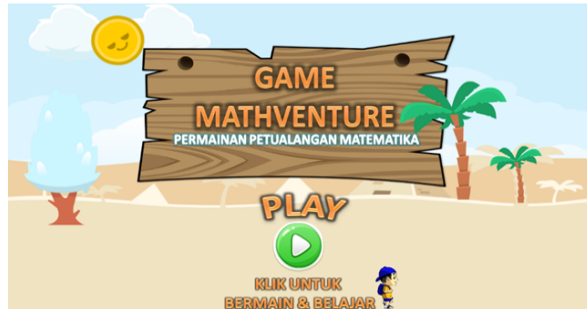 GAME
MATHVENTURE
PERMAINAN PETUALANGAN MATEMATIKA
PLAY
KLIK UNTUK
BERMAIN & BELAJAR